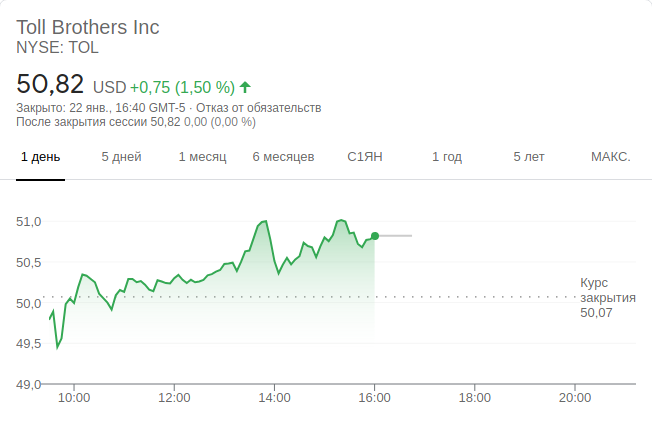 Toll Brothers Inc
NYSE: TOL
50,82 USD +0,75 (1,50 %)
Закрыто: 22 янв., 16:40 GMT-5 · Отказ от обязательств
После закрытия сессии 50,82 0,00 (0,00 %)
1 день 5 дней 1 месяц 6 месяцев С1ЯН 1 год 5 лет МАКС.
51,0
50,5
50,0
49,5
49,0
Курс
закрытия
50,07
10:00 12:00 14:00 16:00 18:00 20:00